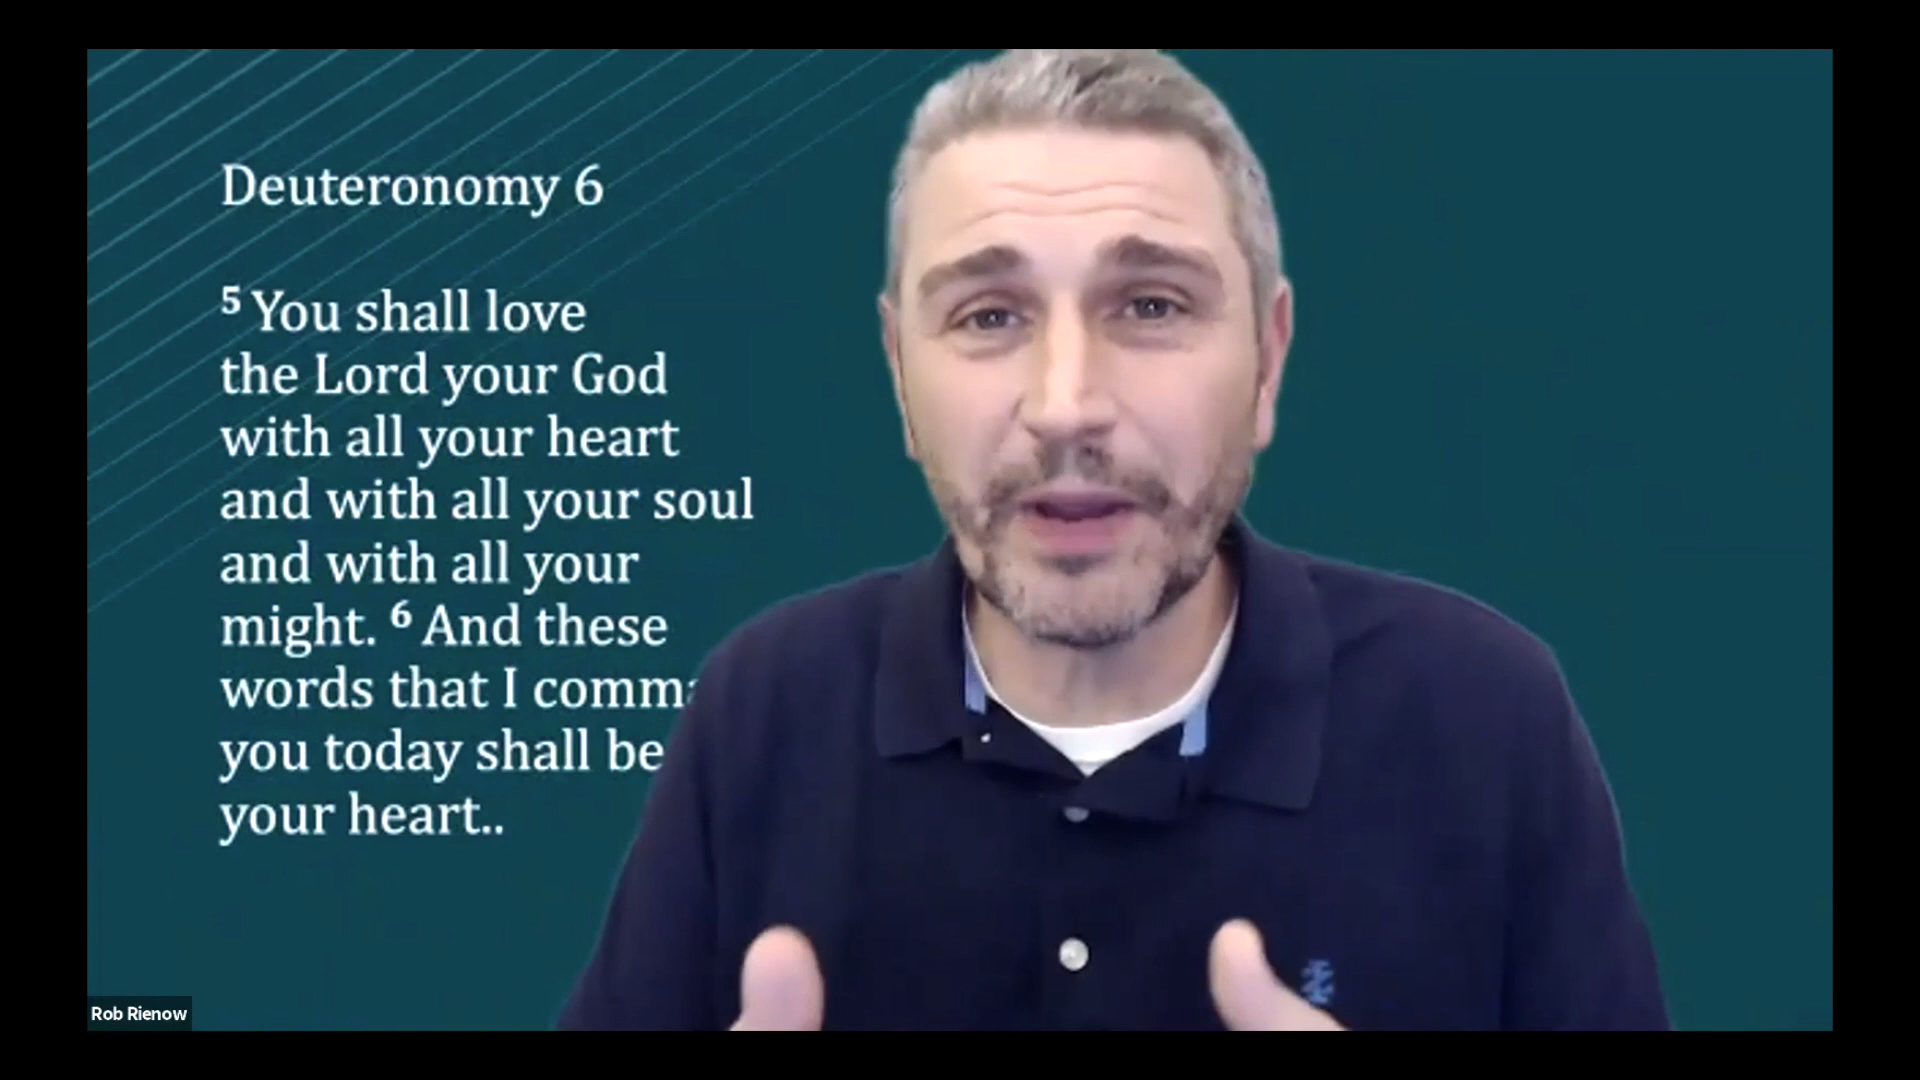 Deuteronomy 6
5 You shall love
the Lord your God
with all your heart
and with all your soul
and with all your
might. 6 And these
words that I comma
you today shall be
your heart..
Rob Rienow